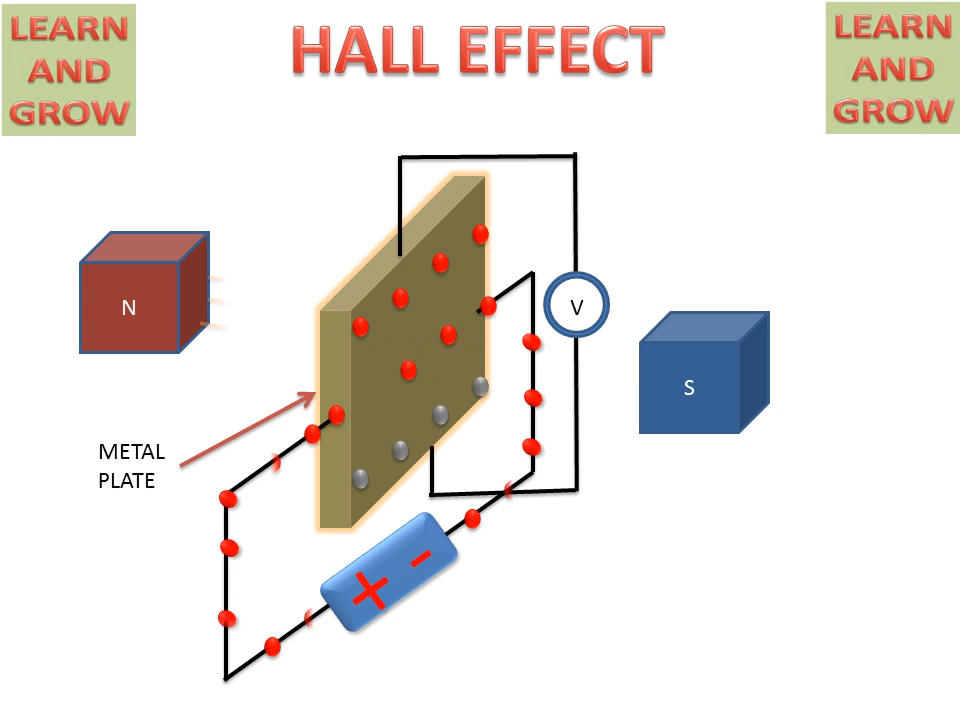 LEARN
AND
GROW
HALL EFFECT
LEARN
AND
GROW
N
V
S
METAL
PLATE
+ -